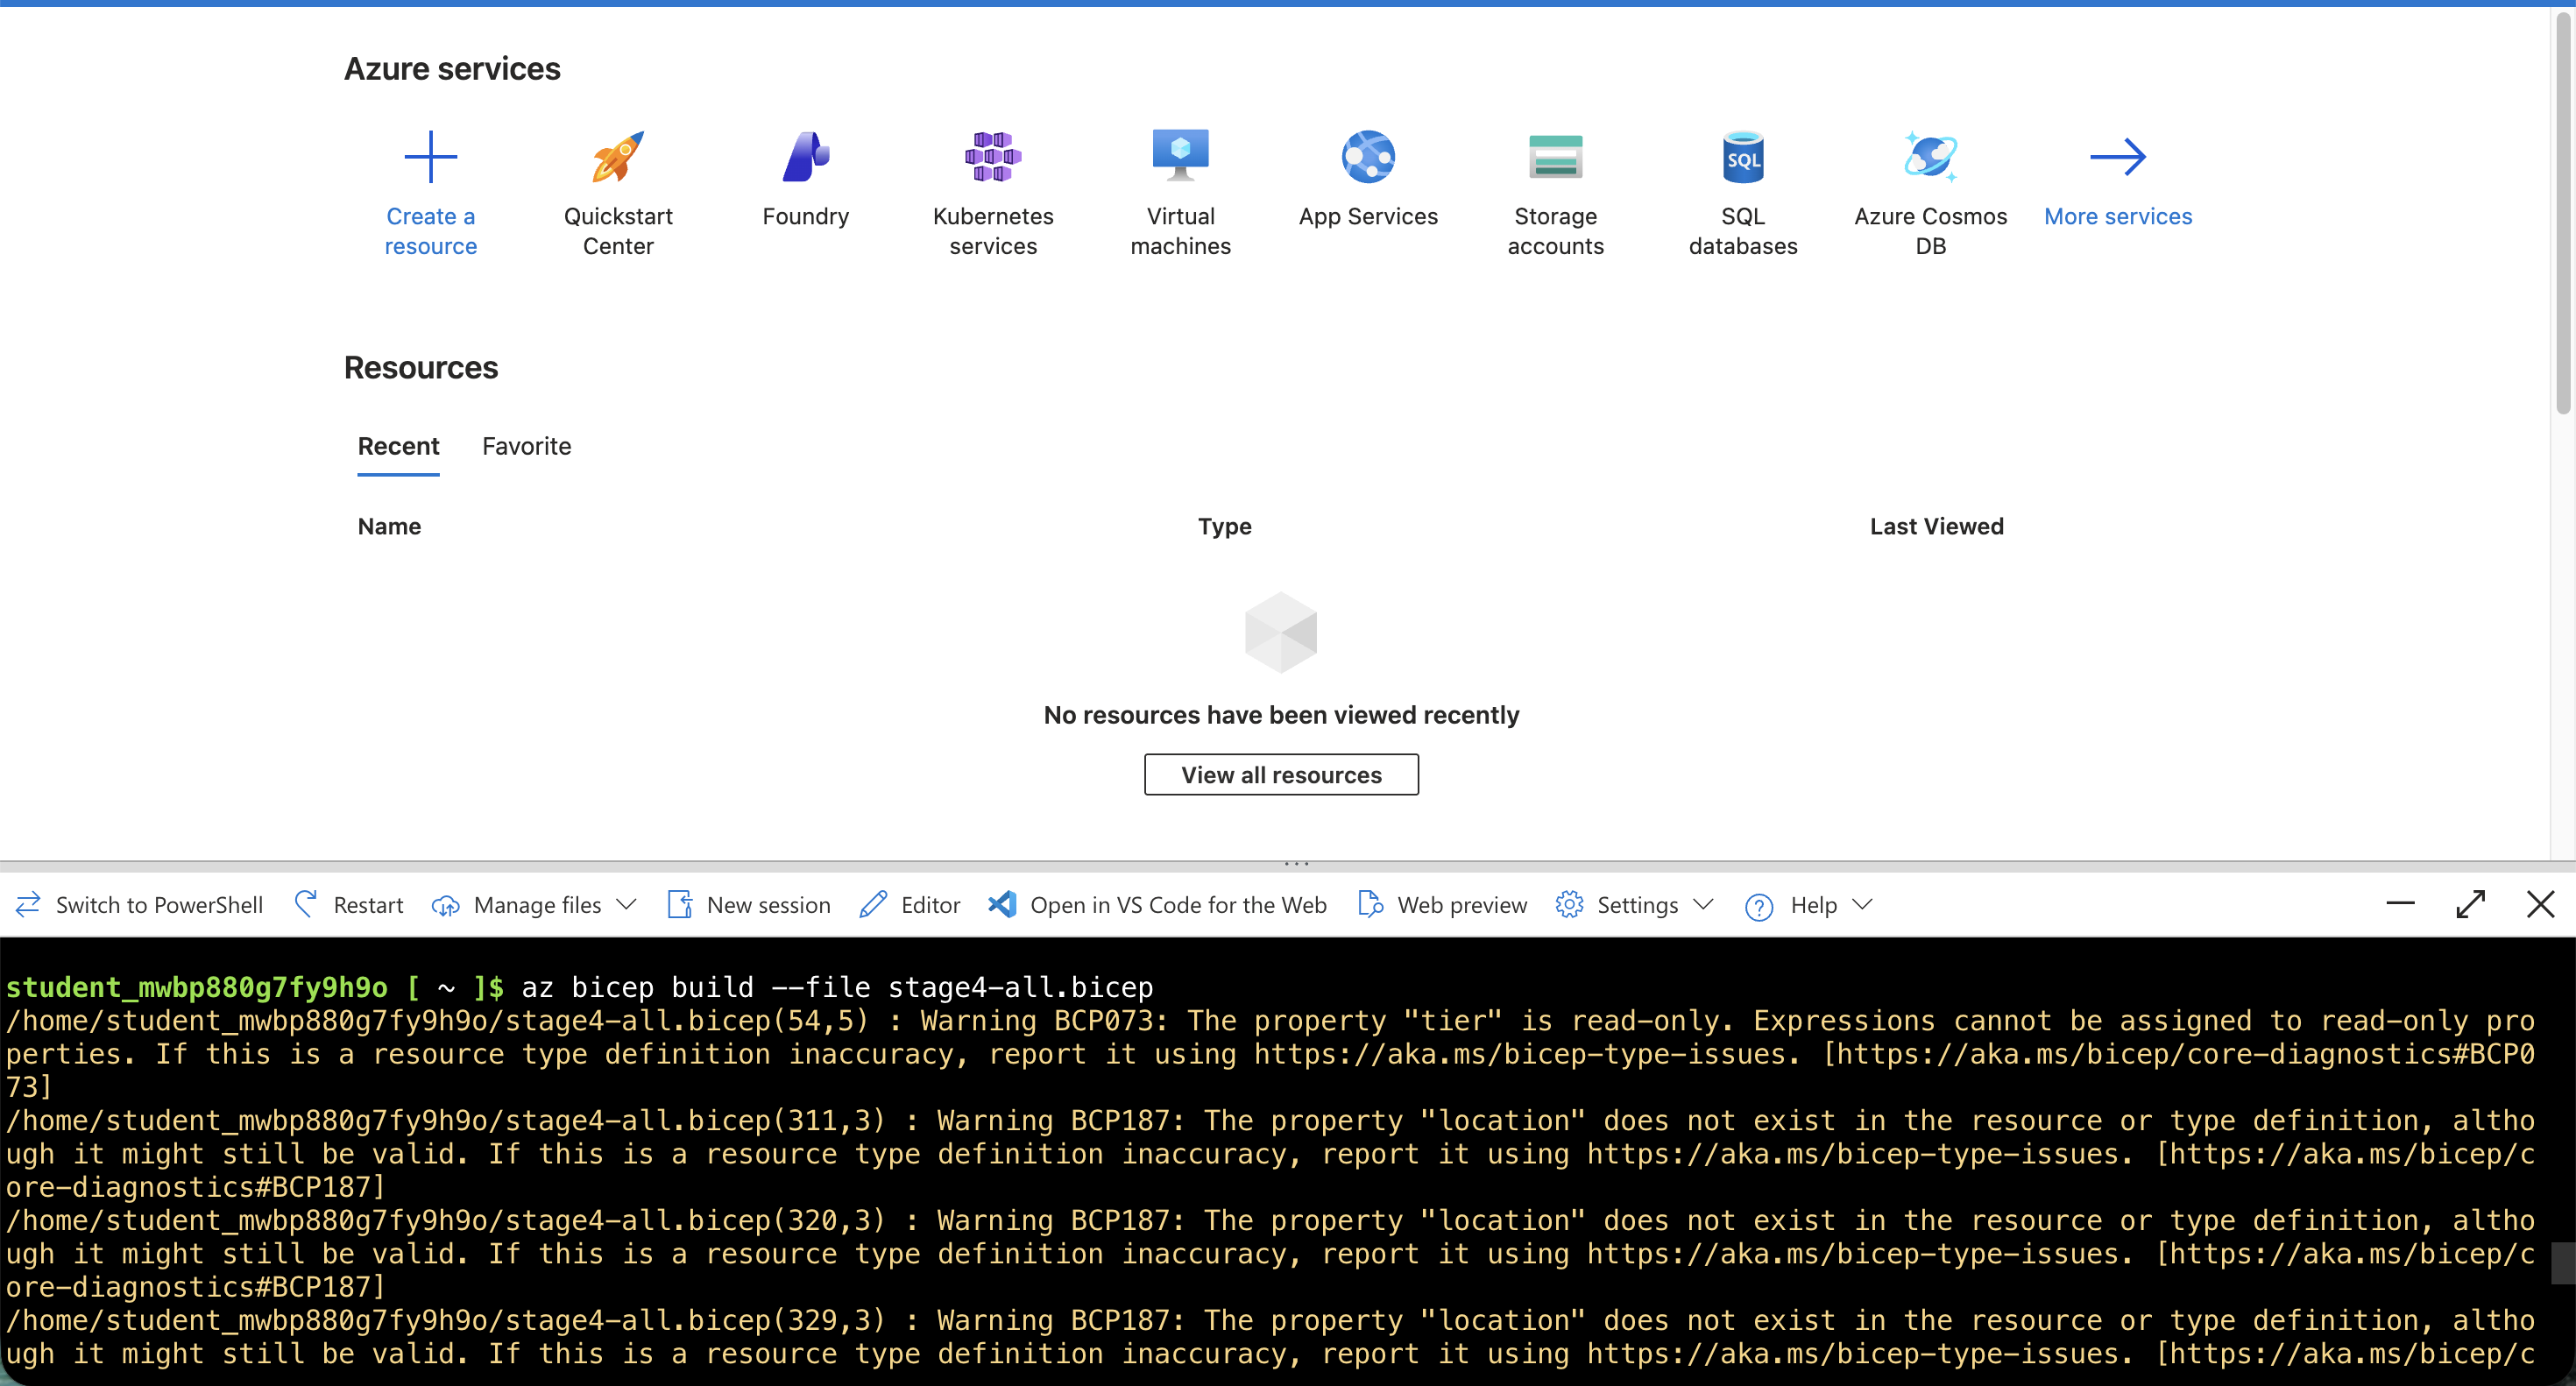 Azure services
Create a resource
Quickstart Center
Foundry
Kubernetes services
Virtual machines
App Services
Storage accounts
SQL
SQL databases
Azure Cosmos DB
More services
Resources
Recent Favorite
Name Type Last Viewed
No resources have been viewed recently
View all resources
Switch to PowerShell Restart Manage files New session Editor Open in VS Code for the Web Web preview Settings Help
student_mwbp880g7fy9h9o [ ~ ]$ az bicep build --file stage4-all.bicep
/home/student_mwbp880g7fy9h9o/stage4-all.bicep(54,5) : Warning BCP073: The property "tier" is read-only. Expressions cannot be assigned to read-only pro
perties. If this is a resource type definition inaccuracy, report it using https://aka.ms/bicep-type-issues. [https://aka.ms/bicep/core-diagnostics#BCP0
73]
/home/student_mwbp880g7fy9h9o/stage4-all.bicep(311,3) : Warning BCP187: The property "location" does not exist in the resource or type definition, altho
ugh it might still be valid. If this is a resource type definition inaccuracy, report it using https://aka.ms/bicep-type-issues. [https://aka.ms/bicep/c
ore-diagnostics#BCP187]
/home/student_mwbp880g7fy9h9o/stage4-all.bicep(320,3) : Warning BCP187: The property "location" does not exist in the resource or type definition, altho
ugh it might still be valid. If this is a resource type definition inaccuracy, report it using https://aka.ms/bicep-type-issues. [https://aka.ms/bicep/c
ore-diagnostics#BCP187]
/home/student_mwbp880g7fy9h9o/stage4-all.bicep(329,3) : Warning BCP187: The property "location" does not exist in the resource or type definition, altho
ugh it might still be valid. If this is a resource type definition inaccuracy, report it using https://aka.ms/bicep-type-issues. [https://aka.ms/bicep/c